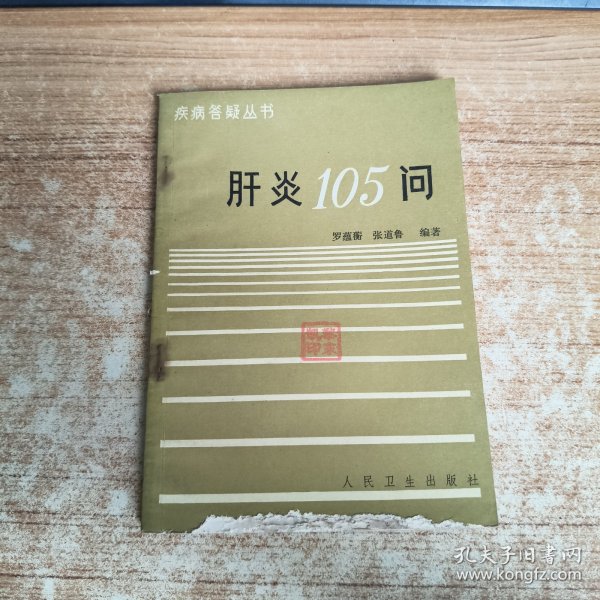 疾病答疑丛书
肝炎105问
罗蕴蘅 张道鲁 编著
人民卫生出版社
孔夫子旧书网
www.kongfz.com